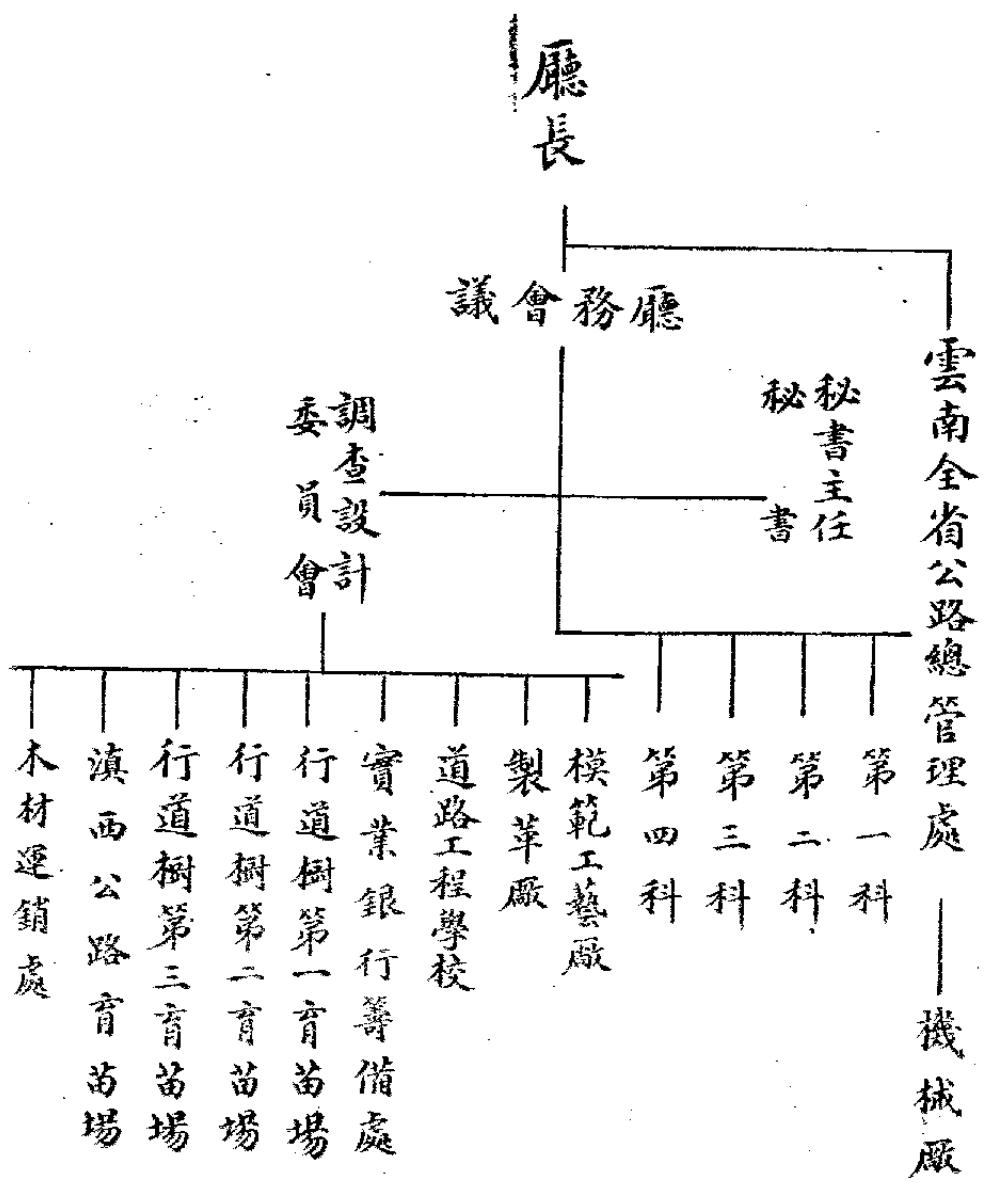 廳長
廳務會議
雲南全省公路總管理處
機械廠
秘書主任
秘書
調查設計
委員會
第一科
第二科
第三科
第四科
模範工藝廠
製革廠
道路工程學校
實業銀行籌備處
行道樹第一育苗場
行道樹第二育苗場
行道樹第三育苗場
滇西公路育苗場
木材運銷處